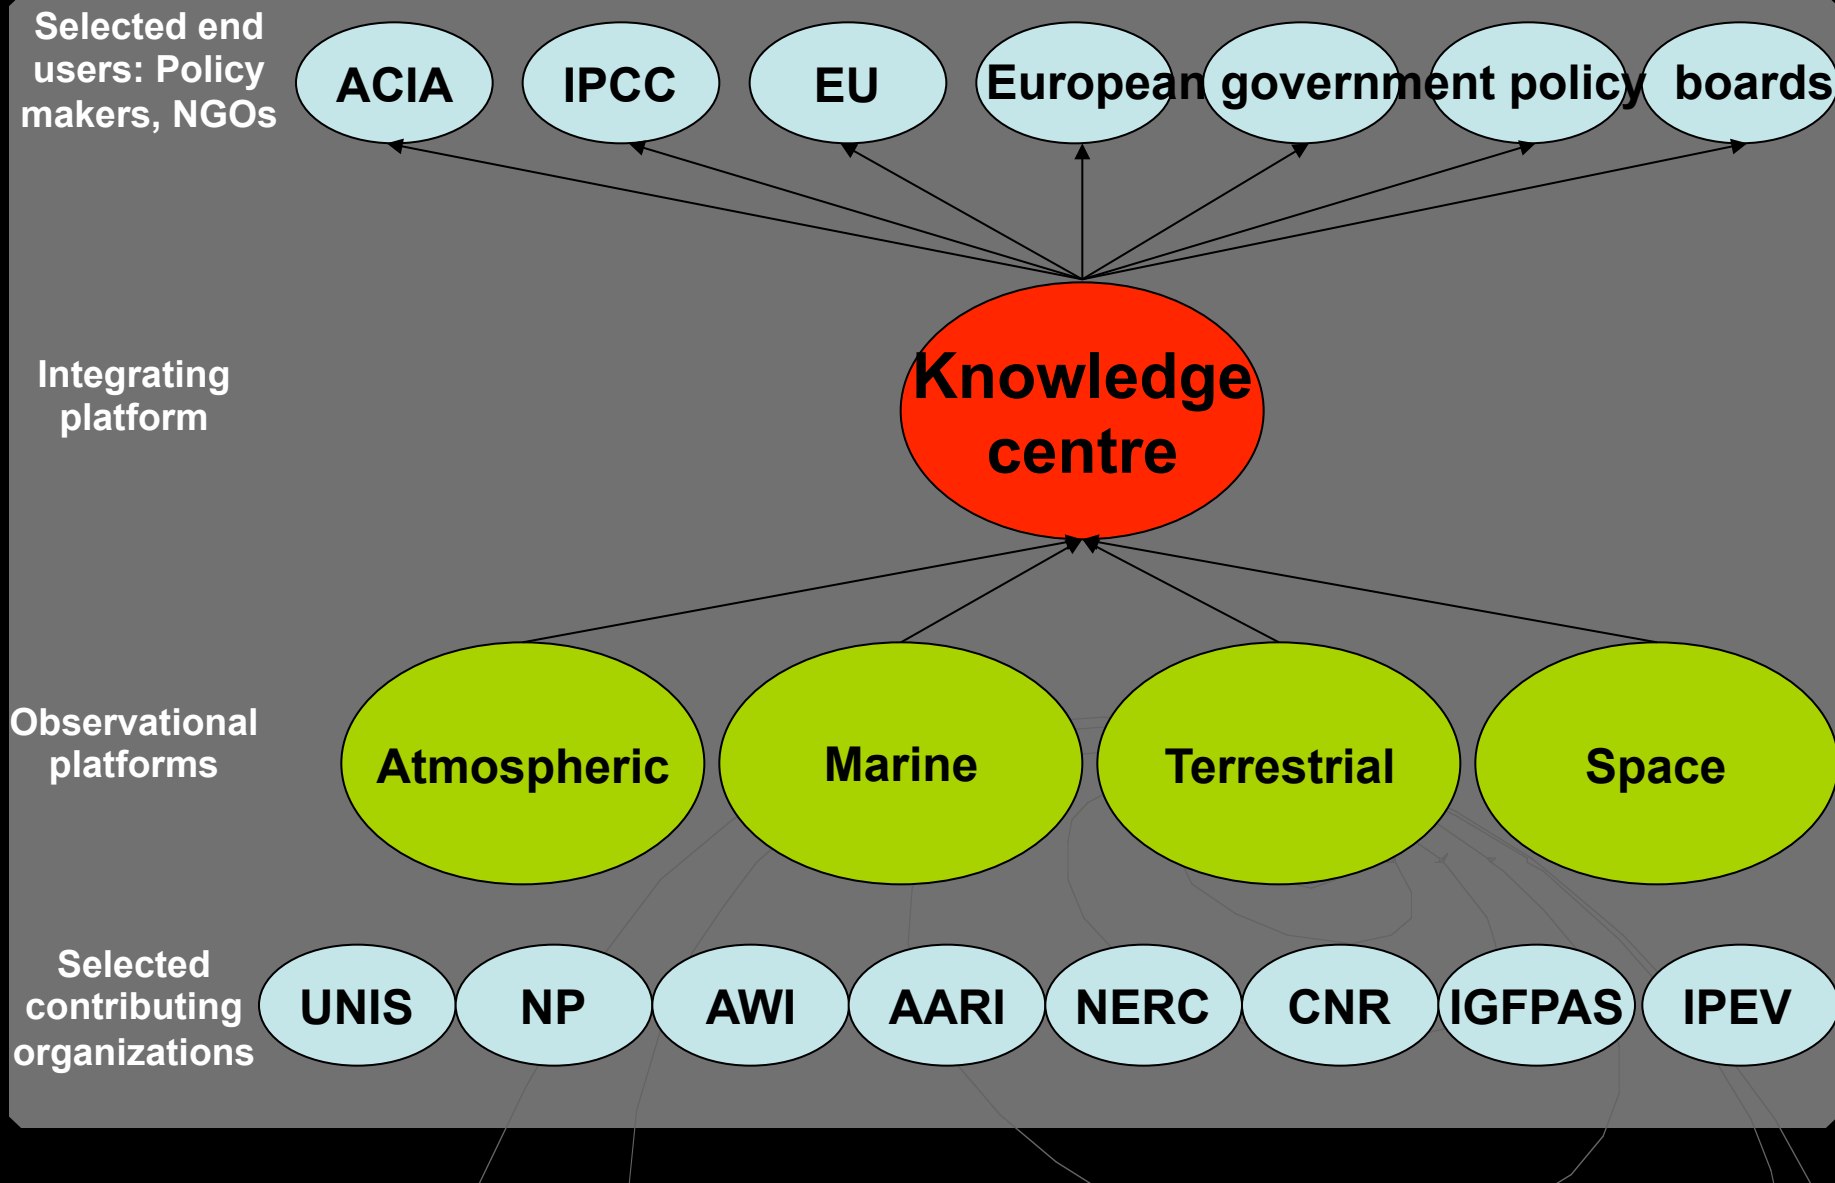 Selected end
users: Policy
makers, NGOs
ACIA
IPCC
EU
European government policy boards
Integrating
platform
Knowledge
centre
Observational
platforms
Atmospheric
Marine
Terrestrial
Space
Selected
contributing
organizations
UNIS
NP
AWI
AARI
NERC
CNR
IGFPAS
IPEV